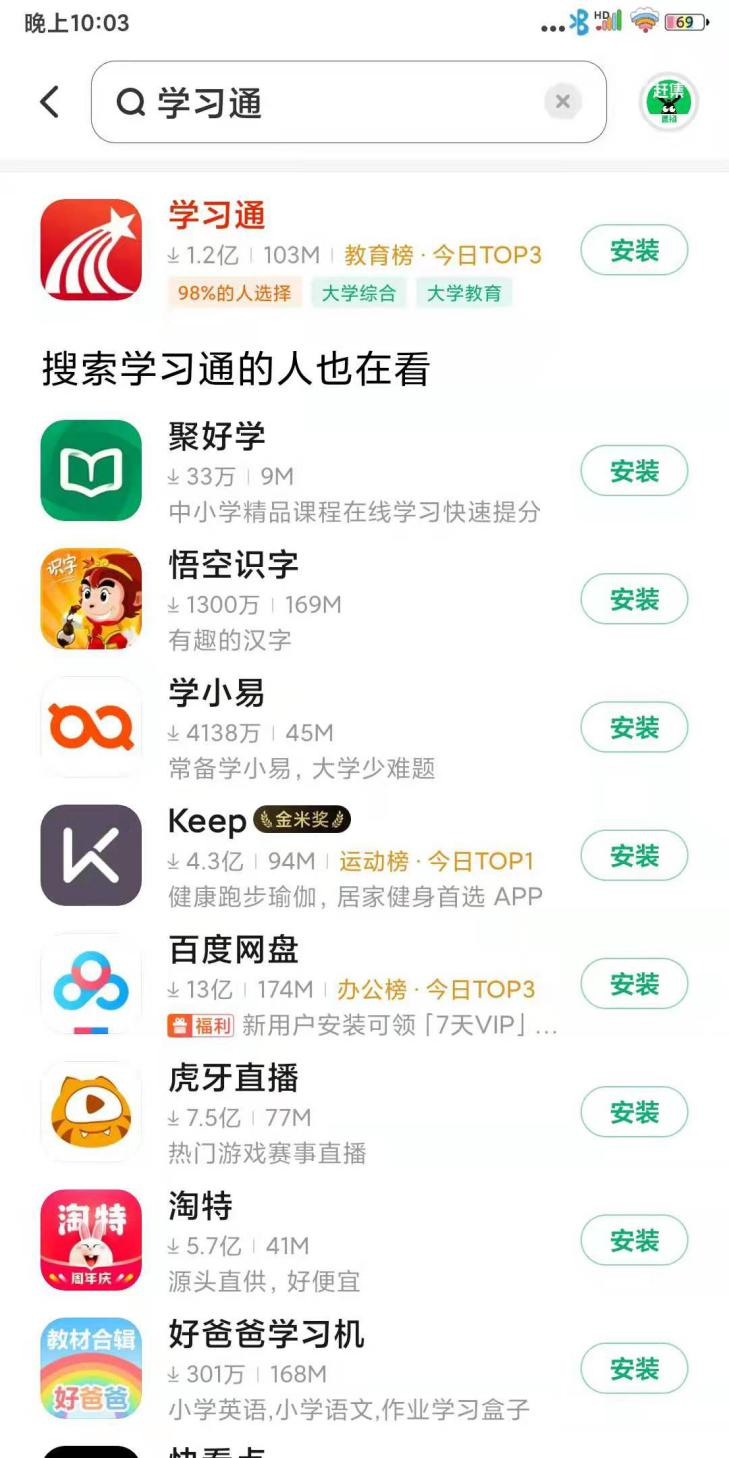 晚上10:03
HD
69
学习通
赶集
直招
学习通
1.2亿 | 103M | 教育榜 · 今日TOP3
安装
98%的人选择 大学综合 大学教育
搜索学习通的人也在看
聚好学
33万 | 9M
安装
中小学精品课程在线学习快速提分
识字
悟空识字
1300万 | 169M
安装
有趣的汉字
学小易
4138万 | 45M
安装
常备学小易，大学少难题
Keep 金米奖
4.3亿 | 94M | 运动榜 · 今日TOP1
安装
健康跑步瑜伽，居家健身首选 APP
百度网盘
13亿 | 174M | 办公榜 · 今日TOP3
安装
福利 新用户安装可领「7天VIP」...
虎牙直播
7.5亿 | 77M
安装
热门游戏赛事直播
淘特
周年庆
淘特
5.7亿 | 41M
安装
源头直供，好便宜
教材合辑
好爸爸
好爸爸学习机
301万 | 168M
安装
小学英语,小学语文,作业学习盒子